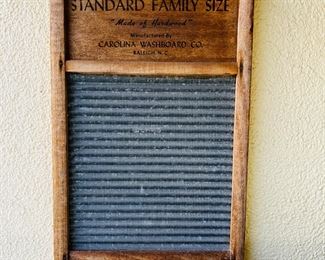 STANDARD FAMILY SIZE
"Made of Hardwood"
Manufactured By
CAROLINA WASHBOARD CO.
RALEIGH, N. C.